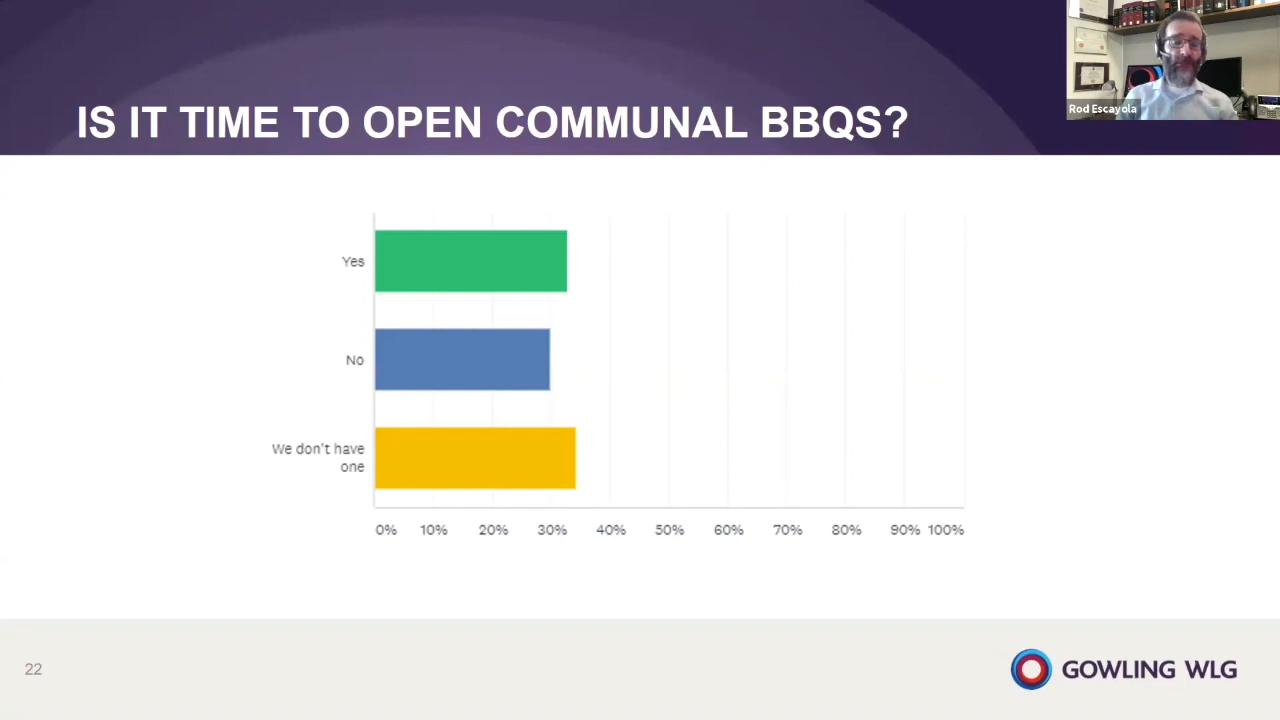 IS IT TIME TO OPEN COMMUNAL BBQS?
Rod Escayola
Yes
No
We don't have
one
0% 10% 20% 30% 40% 50% 60% 70% 80% 90% 100%
22
GOWLING WLG